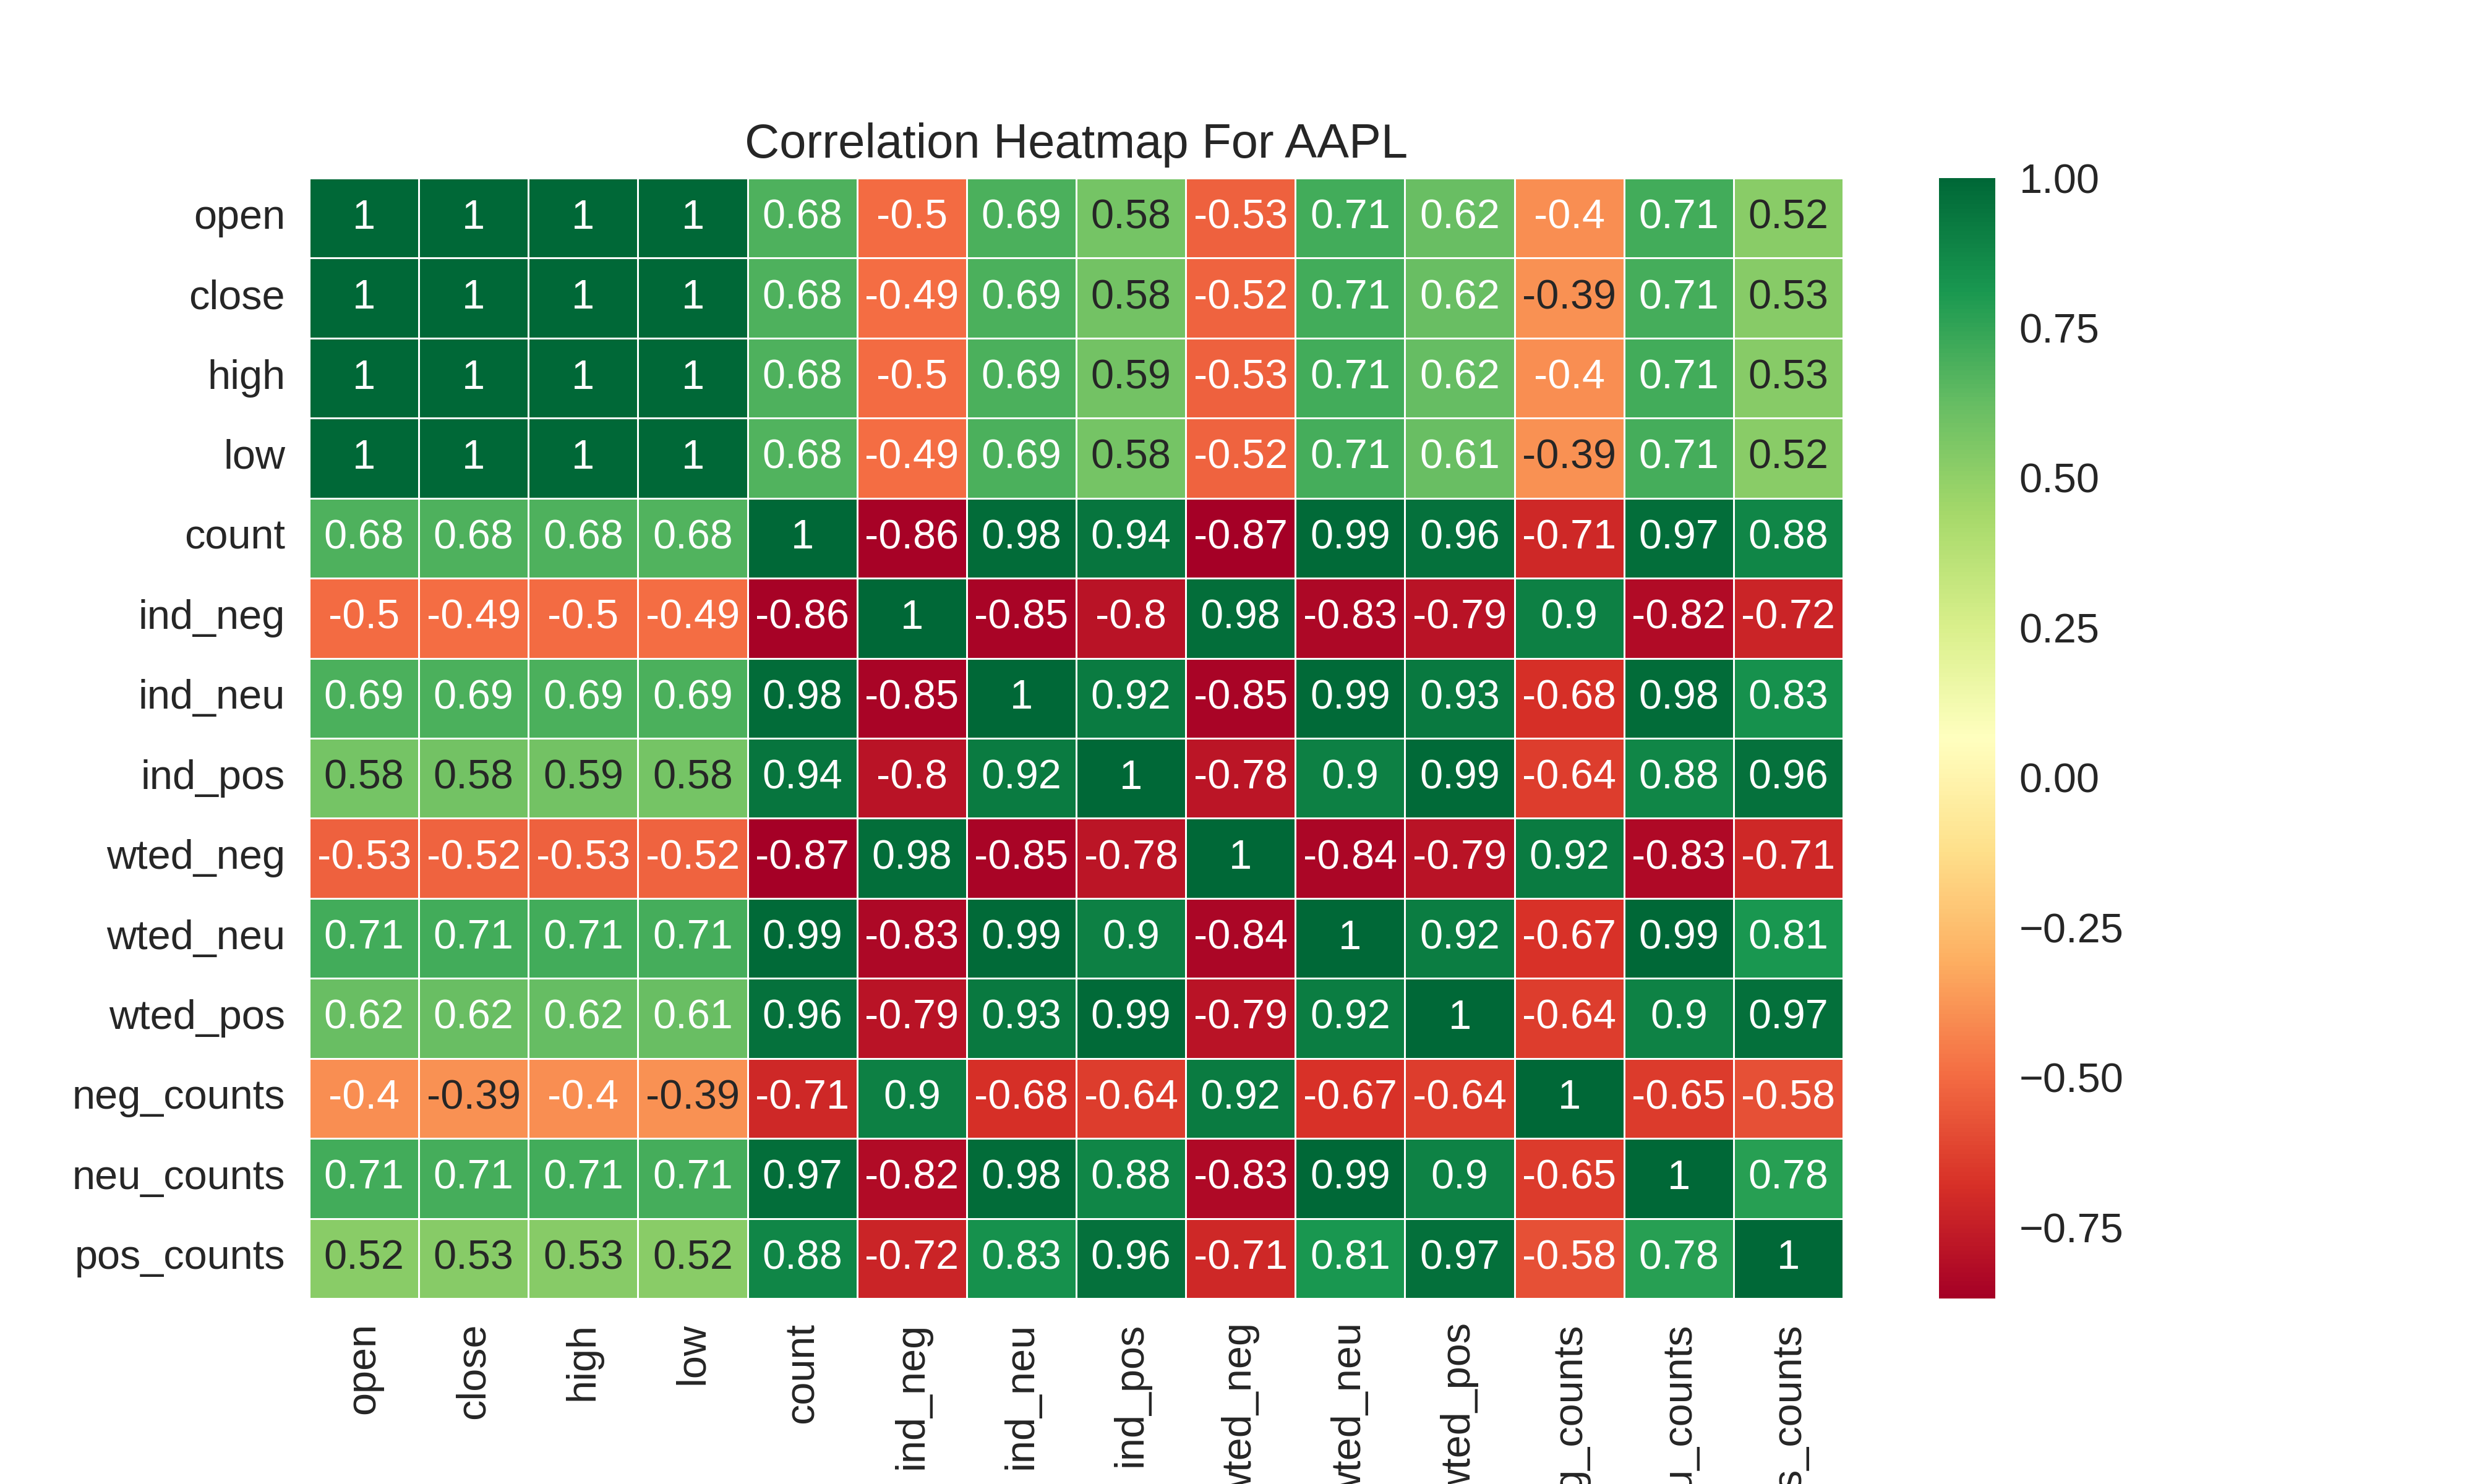 Correlation Heatmap For AAPL
open 1 1 1 1 0.68 -0.5 0.69 0.58 -0.53 0.71 0.62 -0.4 0.71 0.52
close 1 1 1 1 0.68 -0.49 0.69 0.58 -0.52 0.71 0.62 -0.39 0.71 0.53
high 1 1 1 1 0.68 -0.5 0.69 0.59 -0.53 0.71 0.62 -0.4 0.71 0.53
low 1 1 1 1 0.68 -0.49 0.69 0.58 -0.52 0.71 0.61 -0.39 0.71 0.52
count 0.68 0.68 0.68 0.68 1 -0.86 0.98 0.94 -0.87 0.99 0.96 -0.71 0.97 0.88
ind_neg -0.5 -0.49 -0.5 -0.49 -0.86 1 -0.85 -0.8 0.98 -0.83 -0.79 0.9 -0.82 -0.72
ind_neu 0.69 0.69 0.69 0.69 0.98 -0.85 1 0.92 -0.85 0.99 0.93 -0.68 0.98 0.83
ind_pos 0.58 0.58 0.59 0.58 0.94 -0.8 0.92 1 -0.78 0.9 0.99 -0.64 0.88 0.96
wted_neg -0.53 -0.52 -0.53 -0.52 -0.87 0.98 -0.85 -0.78 1 -0.84 -0.79 0.92 -0.83 -0.71
wted_neu 0.71 0.71 0.71 0.71 0.99 -0.83 0.99 0.9 -0.84 1 0.92 -0.67 0.99 0.81
wted_pos 0.62 0.62 0.62 0.61 0.96 -0.79 0.93 0.99 -0.79 0.92 1 -0.64 0.9 0.97
neg_counts -0.4 -0.39 -0.4 -0.39 -0.71 0.9 -0.68 -0.64 0.92 -0.67 -0.64 1 -0.65 -0.58
neu_counts 0.71 0.71 0.71 0.71 0.97 -0.82 0.98 0.88 -0.83 0.99 0.9 -0.65 1 0.78
pos_counts 0.52 0.53 0.53 0.52 0.88 -0.72 0.83 0.96 -0.71 0.81 0.97 -0.58 0.78 1
open close high low count ind_neg ind_neu ind_pos wted_neg wted_neu wted_pos g_counts u_counts s_counts
1.00
0.75
0.50
0.25
0.00
−0.25
−0.50
−0.75